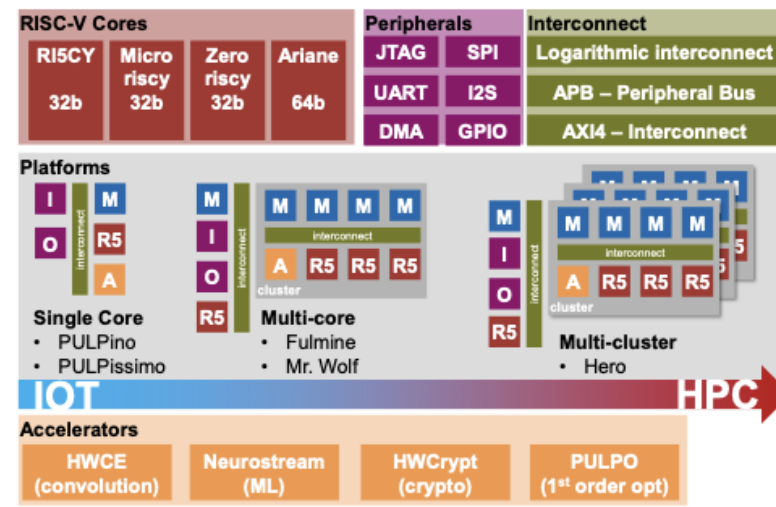 RISC-V Cores
RI5CY
32b
Micro
riscy
32b
Zero
riscy
32b
Ariane
64b
Peripherals
JTAG
SPI
UART
I2S
DMA
GPIO
Interconnect
Logarithmic interconnect
APB – Peripheral Bus
AXI4 – Interconnect
Platforms
I
O
interconnect
M
R5
A
Single Core
• PULPino
• PULPissimo
M
I
O
R5
interconnect
M M M M
interconnect
A R5 R5 R5
cluster
Multi-core
• Fulmine
• Mr. Wolf
M
I
O
R5
interconnect
M M M M
interconnect
A R5 R5 R5
cluster
Multi-cluster
• Hero
IOT
HPC
Accelerators
HWCE
(convolution)
Neurostream
(ML)
HWCrypt
(crypto)
PULPO
(1st order opt)